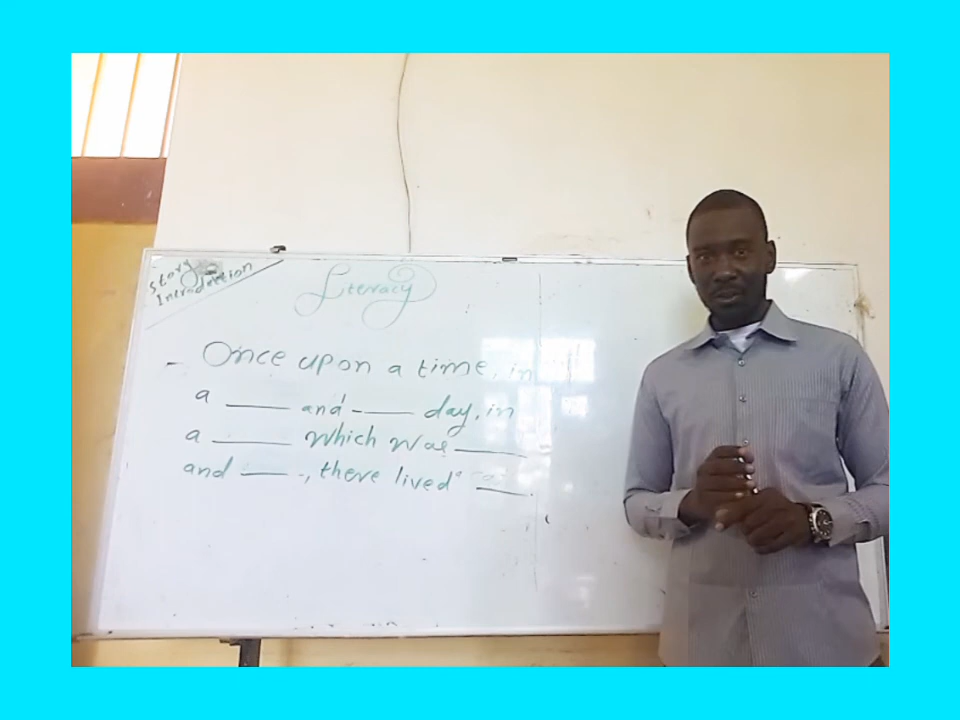 Story
Introduction
Literacy
- Once upon a time, in
a ____ and ____ day, in
a ____ which was ____
and ____ , there lived a ____.